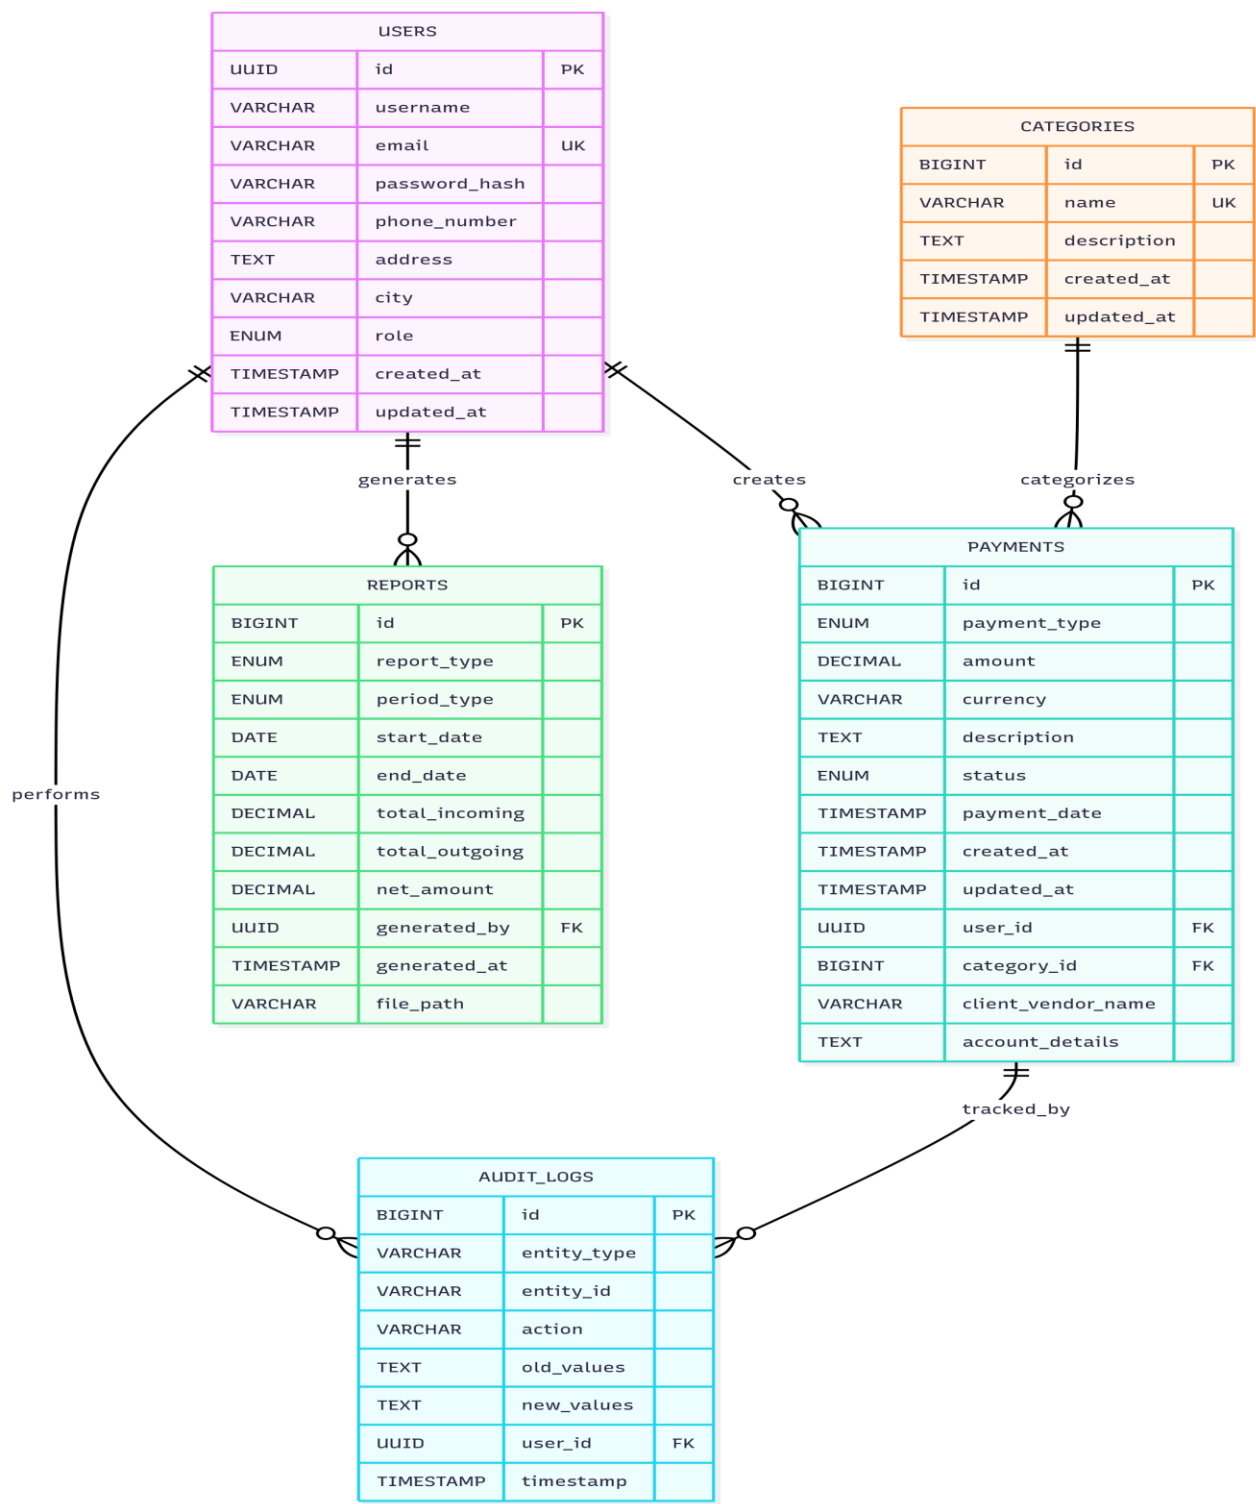 USERS
UUID id PK
VARCHAR username
VARCHAR email UK
VARCHAR password_hash
VARCHAR phone_number
TEXT address
VARCHAR city
ENUM role
TIMESTAMP created_at
TIMESTAMP updated_at
CATEGORIES
BIGINT id PK
VARCHAR name UK
TEXT description
TIMESTAMP created_at
TIMESTAMP updated_at
generates
creates
categorizes
REPORTS
BIGINT id PK
ENUM report_type
ENUM period_type
DATE start_date
DATE end_date
DECIMAL total_incoming
DECIMAL total_outgoing
DECIMAL net_amount
UUID generated_by FK
TIMESTAMP generated_at
VARCHAR file_path
PAYMENTS
BIGINT id PK
ENUM payment_type
DECIMAL amount
VARCHAR currency
TEXT description
ENUM status
TIMESTAMP payment_date
TIMESTAMP created_at
TIMESTAMP updated_at
UUID user_id FK
BIGINT category_id FK
VARCHAR client_vendor_name
TEXT account_details
performs
tracked_by
AUDIT_LOGS
BIGINT id PK
VARCHAR entity_type
VARCHAR entity_id
VARCHAR action
TEXT old_values
TEXT new_values
UUID user_id FK
TIMESTAMP timestamp